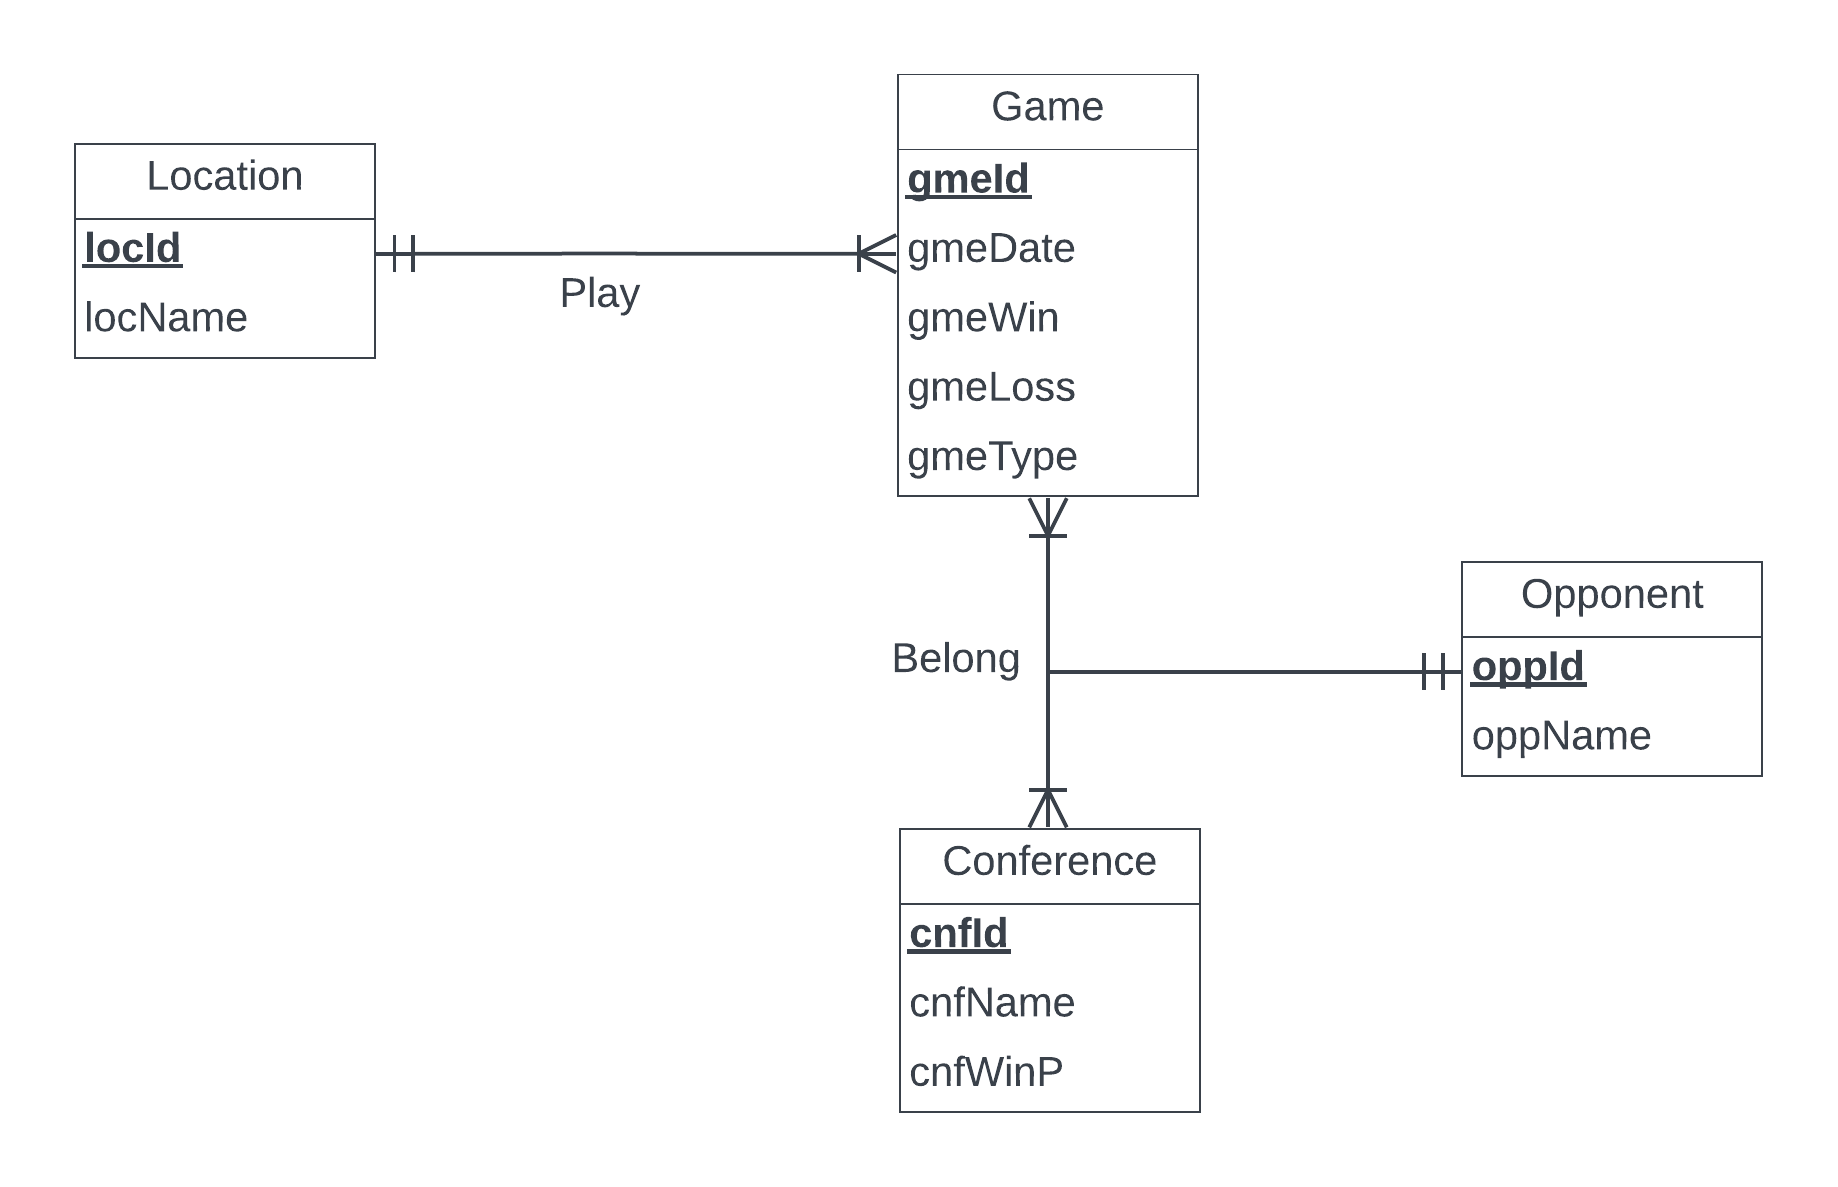 Location
locId
locName
Play
Game
gmeId
gmeDate
gmeWin
gmeLoss
gmeType
Belong
Opponent
oppId
oppName
Conference
cnfId
cnfName
cnfWinP